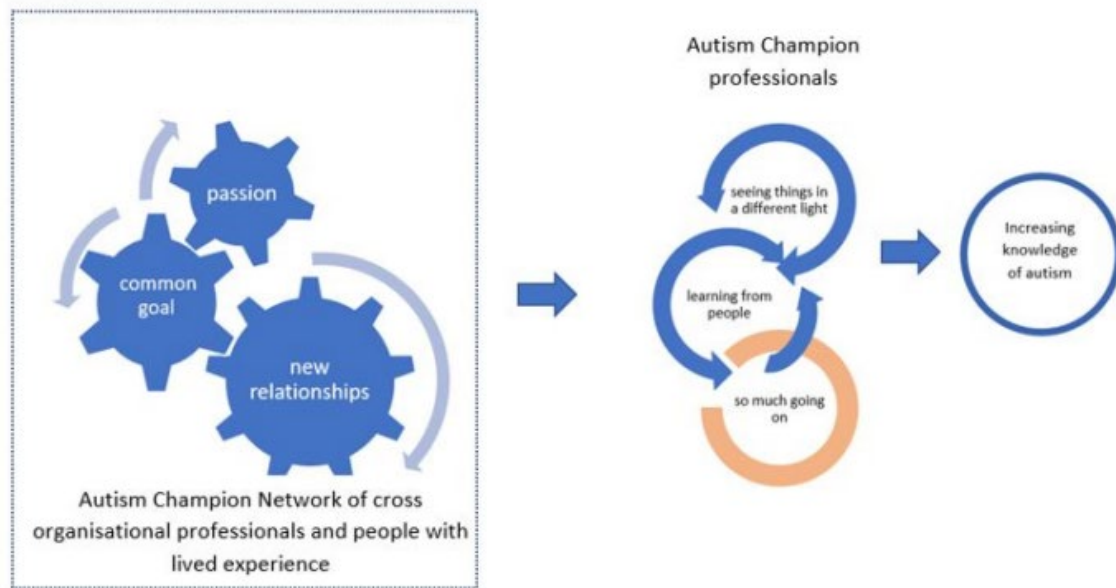 passion
common
goal
new
relationships
Autism Champion Network of cross
organisational professionals and people with
lived experience
Autism Champion
professionals
seeing things in
a different light
learning from
people
so much going
on
Increasing
knowledge
of autism